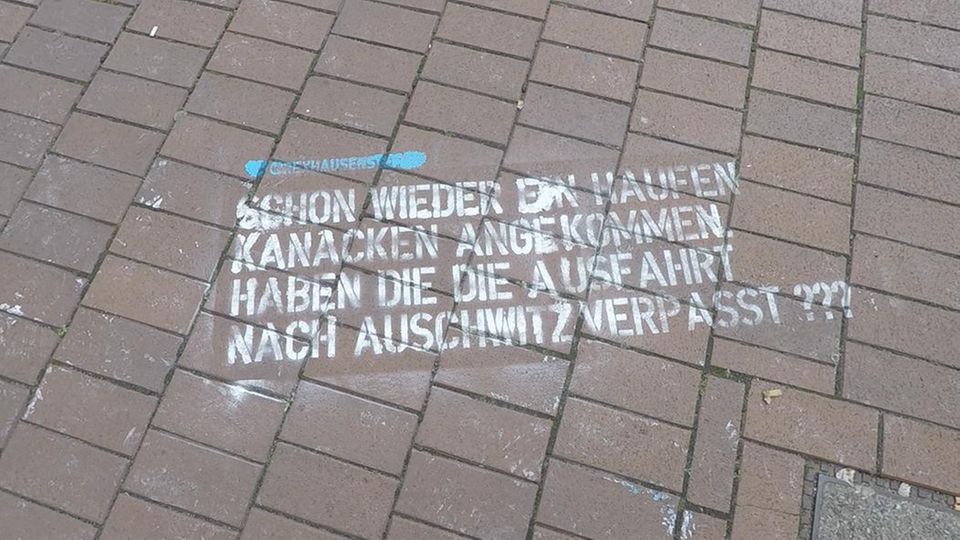 SCHON WIEDER EIN HAUFEN
KANACKEN ANGEKOMMEN.
HABEN DIE DIE AUSFAHRT
NACH AUSCHWITZ VERPASST ???